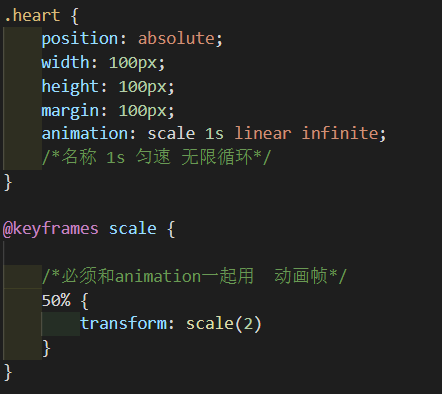 .heart {
    position: absolute;
    width: 100px;
    height: 100px;
    margin: 100px;
    animation: scale 1s linear infinite;
    /*名称 1s 匀速 无限循环*/
}
@keyframes scale {
    /*必须和animation一起用  动画帧*/
    50% {
        transform: scale(2)
    }
}